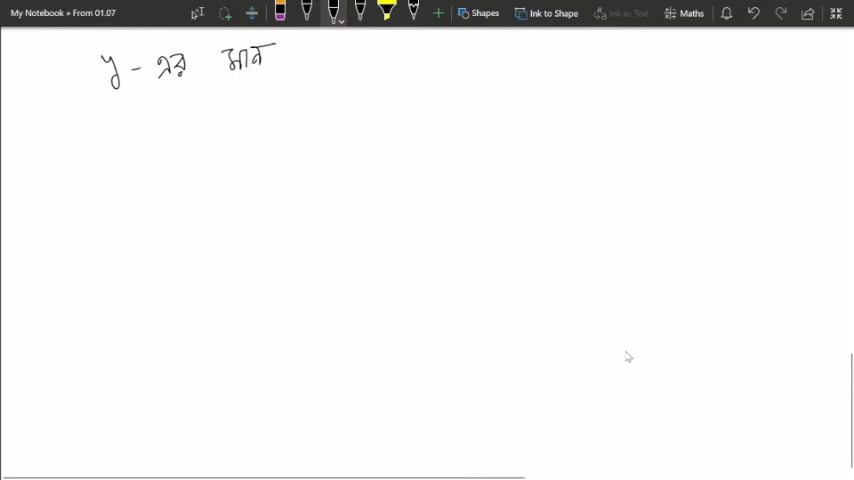 My Notebook » From 01.07
Shapes
Ink to Shape
Ink to Text
Maths
y - এর মান